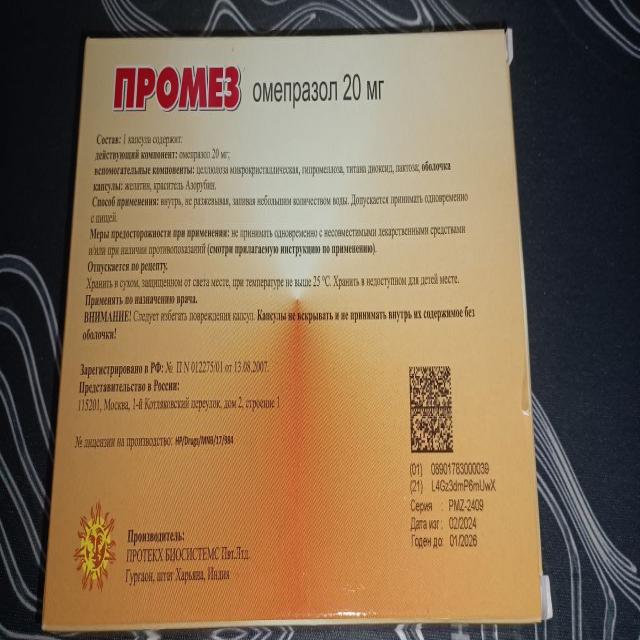 ПРОМЕЗ омепразол 20 мг
Состав: 1 капсула содержит:
действующий компонент: омепразол 20 мг;
вспомогательные компоненты: целлюлоза микрокристаллическая, гипромеллоза, титана диоксид, лактоза; оболочка
капсулы: желатин, краситель Азорубин.
Способ применения: внутрь, не разжевывая, запивая небольшим количеством воды. Допускается принимать одновременно
с пищей.
Меры предосторожности при применении: не принимать одновременно с несовместимыми лекарственными средствами
и/или при наличии противопоказаний (смотри прилагаемую инструкцию по применению).
Отпускается по рецепту.
Хранить в сухом, защищенном от света месте, при температуре не выше 25 °С. Хранить в недоступном для детей месте.
Применять по назначению врача.
ВНИМАНИЕ! Следует избегать повреждения капсул. Капсулы не вскрывать и не принимать внутрь их содержимое без
оболочки!
Зарегистрировано в РФ: № П N 012275/01 от 13.08.2007.
Представительство в России:
115201, Москва, 1-й Котляковский переулок, дом 2, строение 1
№ лицензии на производство: HP/Drugs/MNB/17/984
(01) 08901783000039
(21) L4Gz3dmP6mUwX
Серия : PMZ-2409
Дата изг : 02/2024
Годен до: 01/2026
Производитель:
ПРОТЕКХ БИОСИСТЕМС Пвт.Лтд.
Гургаон, штат Харьяна, Индия